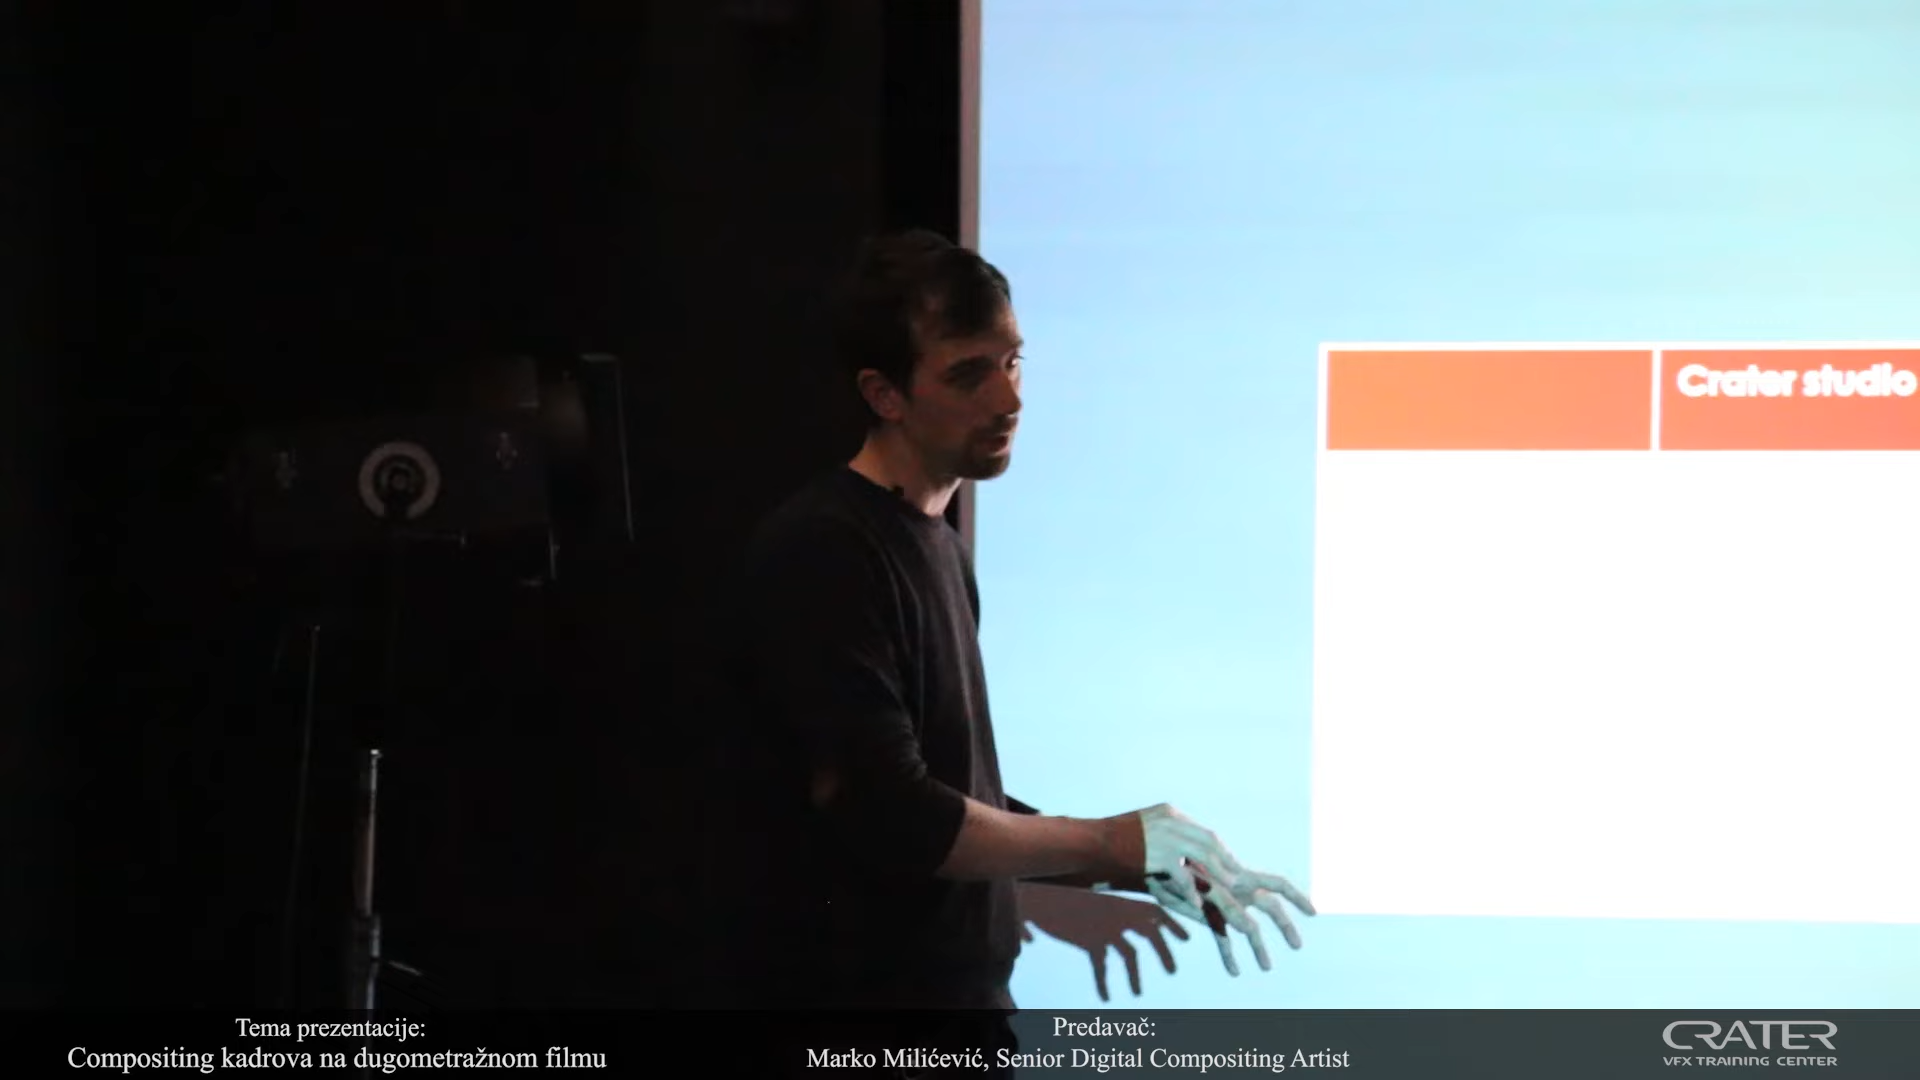 Crater studio
Tema prezentacije:
Compositing kadrova na dugometražnom filmu
Predavač:
Marko Milićević, Senior Digital Compositing Artist
CRATER
VFX TRAINING CENTER